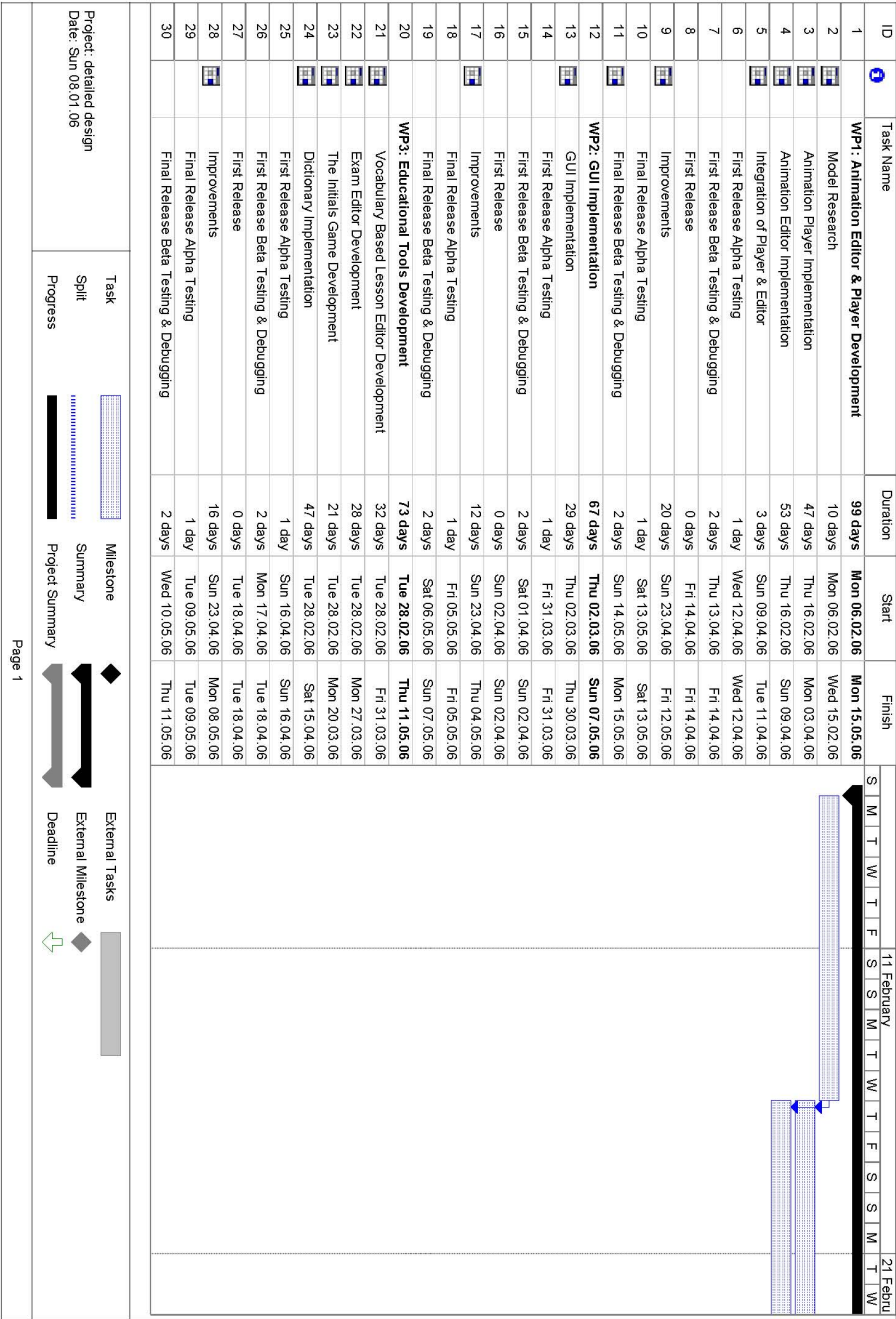 ID Task Name Duration Start Finish 11 February 21 Febru
S M T W T F S S M T W T F S S M T W
1 WP1: Animation Editor & Player Development 99 days Mon 06.02.06 Mon 15.05.06
2 Model Research 10 days Mon 06.02.06 Wed 15.02.06
3 Animation Player Implementation 47 days Thu 16.02.06 Mon 03.04.06
4 Animation Editor Implementation 53 days Thu 16.02.06 Sun 09.04.06
5 Integration of Player & Editor 3 days Sun 09.04.06 Tue 11.04.06
6 First Release Alpha Testing 1 day Wed 12.04.06 Wed 12.04.06
7 First Release Beta Testing & Debugging 2 days Thu 13.04.06 Fri 14.04.06
8 First Release 0 days Fri 14.04.06 Fri 14.04.06
9 Improvements 20 days Sun 23.04.06 Fri 12.05.06
10 Final Release Alpha Testing 1 day Sat 13.05.06 Sat 13.05.06
11 Final Release Beta Testing & Debugging 2 days Sun 14.05.06 Mon 15.05.06
12 WP2: GUI Implementation 67 days Thu 02.03.06 Sun 07.05.06
13 GUI Implementation 29 days Thu 02.03.06 Thu 30.03.06
14 First Release Alpha Testing 1 day Fri 31.03.06 Fri 31.03.06
15 First Release Beta Testing & Debugging 2 days Sat 01.04.06 Sun 02.04.06
16 First Release 0 days Sun 02.04.06 Sun 02.04.06
17 Improvements 12 days Sun 23.04.06 Thu 04.05.06
18 Final Release Alpha Testing 1 day Fri 05.05.06 Fri 05.05.06
19 Final Release Beta Testing & Debugging 2 days Sat 06.05.06 Sun 07.05.06
20 WP3: Educational Tools Development 73 days Tue 28.02.06 Thu 11.05.06
21 Vocabulary Based Lesson Editor Development 32 days Tue 28.02.06 Fri 31.03.06
22 Exam Editor Development 28 days Tue 28.02.06 Mon 27.03.06
23 The Initials Game Development 21 days Tue 28.02.06 Mon 20.03.06
24 Dictionary Implementation 47 days Tue 28.02.06 Sat 15.04.06
25 First Release Alpha Testing 1 day Sun 16.04.06 Sun 16.04.06
26 First Release Beta Testing & Debugging 2 days Mon 17.04.06 Tue 18.04.06
27 First Release 0 days Tue 18.04.06 Tue 18.04.06
28 Improvements 16 days Sun 23.04.06 Mon 08.05.06
29 Final Release Alpha Testing 1 day Tue 09.05.06 Tue 09.05.06
30 Final Release Beta Testing & Debugging 2 days Wed 10.05.06 Thu 11.05.06
Project: detailed design
Date: Sun 08.01.06
Task Milestone External Tasks
Split Summary External Milestone
Progress Project Summary Deadline
Page 1